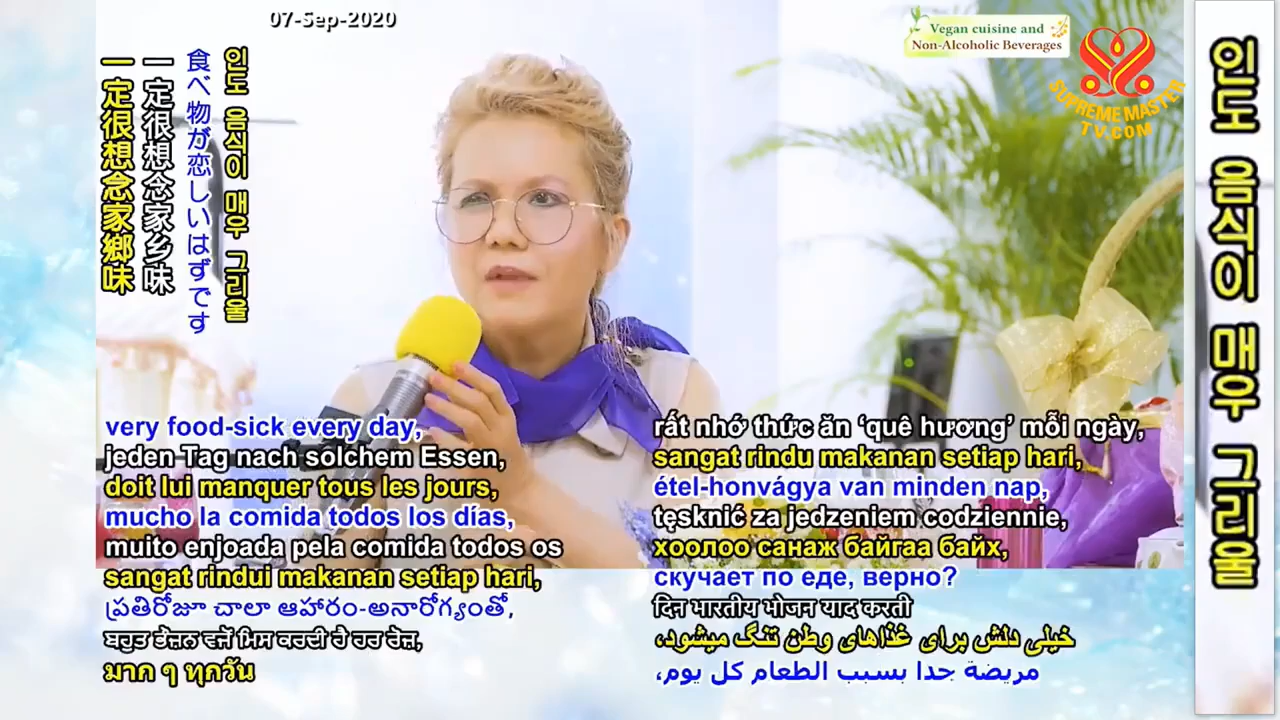 07-Sep-2020
Vegan cuisine and
Non-Alcoholic Beverages
SUPREME MASTER
TV.COM
인도 음식이 매우 그리울
食べ物が恋しいはずです
一定很想念家乡味
一定很想念家鄉味
인도 음식이 매우 그리울
very food-sick every day,
jeden Tag nach solchem Essen,
doit lui manquer tous les jours,
mucho la comida todos los días,
muito enjoada pela comida todos os
sangat rindui makanan setiap hari,
ప్రతిరోజూ చాలా ఆహారం-అనారోగ్యంతో,
ਬਹੁਤ ਭੋਜਨ ਵਜੋਂ ਮਿਸ ਕਰਦੀ ਹੈ ਹਰ ਰੋਜ਼,
มาก ๆ ทุกวัน
rất nhớ thức ăn ‘quê hương’ mỗi ngày,
sangat rindu makanan setiap hari,
étel-honvágya van minden nap,
tęsknić za jedzeniem codziennie,
хоолоо санаж байгаа байх,
скучает по еде, верно?
दिन भारतीय भोजन याद करती
خیلی دلش برای غذاهای وطن تنگ میشود،
مريضة جدا بسبب الطعام كل يوم،